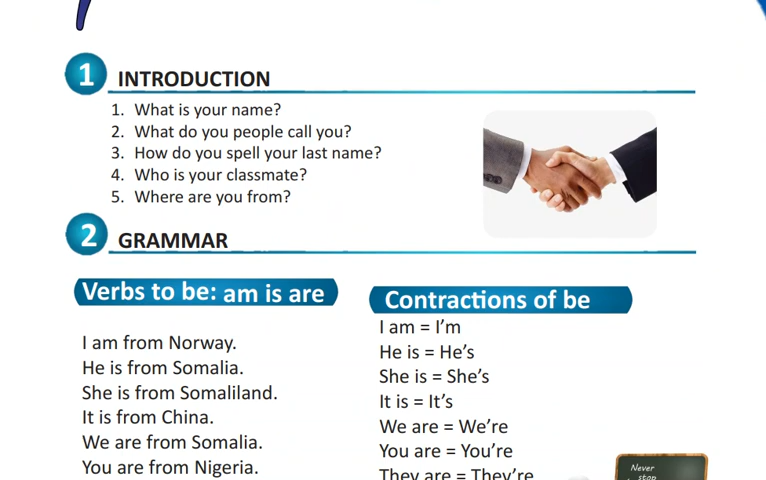 1 INTRODUCTION
1. What is your name?
2. What do you people call you?
3. How do you spell your last name?
4. Who is your classmate?
5. Where are you from?
2 GRAMMAR
Verbs to be: am is are
I am from Norway.
He is from Somalia.
She is from Somaliland.
It is from China.
We are from Somalia.
You are from Nigeria.
Contractions of be
I am = I'm
He is = He's
She is = She's
It is = It's
We are = We're
You are = You're
They are = They're
Never
stop